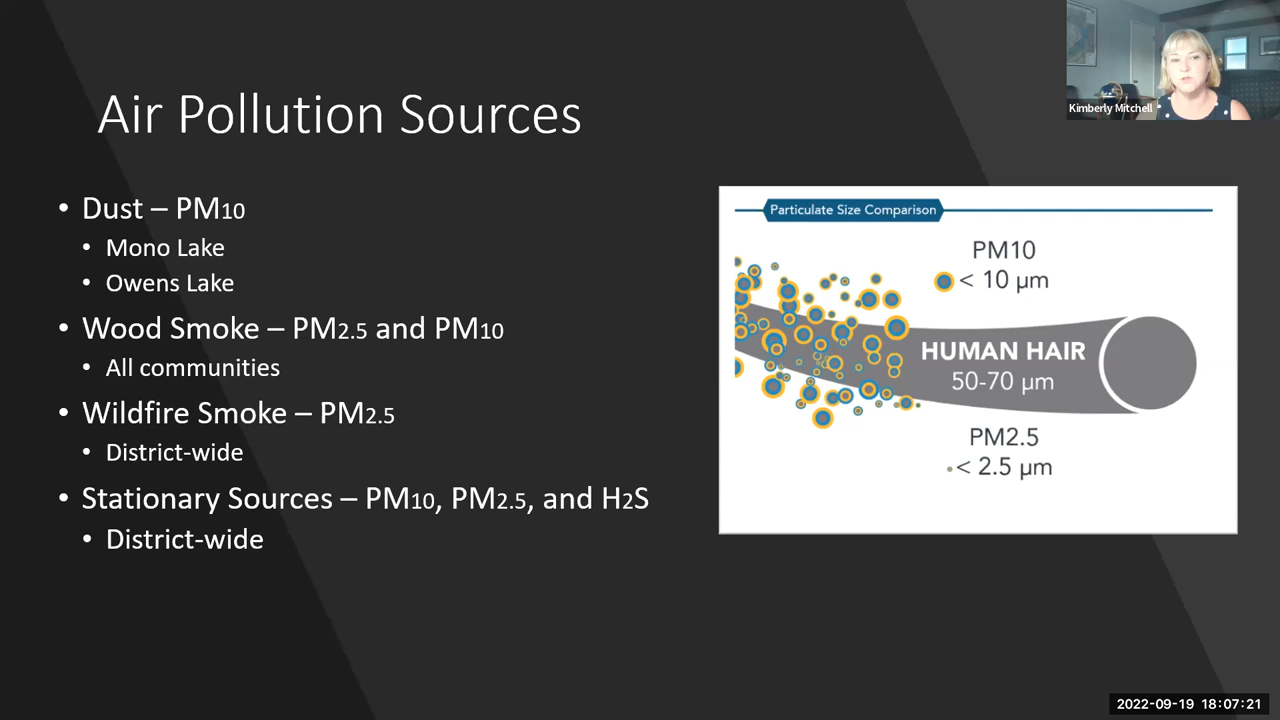 Kimberly Mitchell
Air Pollution Sources
• Dust – PM10
• Mono Lake
• Owens Lake
• Wood Smoke – PM2.5 and PM10
• All communities
• Wildfire Smoke – PM2.5
• District-wide
• Stationary Sources – PM10, PM2.5, and H2S
• District-wide
Particulate Size Comparison
PM10
< 10 µm
HUMAN HAIR
50-70 µm
PM2.5
< 2.5 µm
2022-09-19 18:07:21